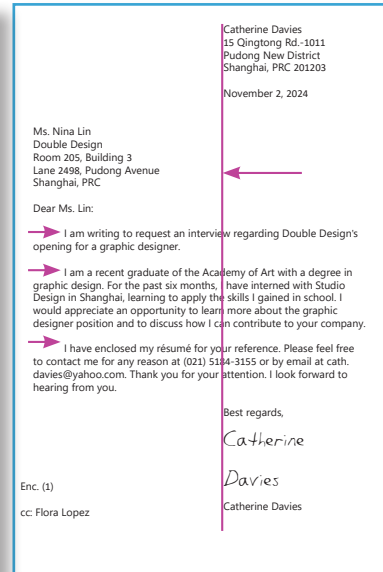 Catherine Davies
15 Qingtong Rd.-1011
Pudong New District
Shanghai, PRC 201203
November 2, 2024
Ms. Nina Lin
Double Design
Room 205, Building 3
Lane 2498, Pudong Avenue
Shanghai, PRC
Dear Ms. Lin:
I am writing to request an interview regarding Double Design's
opening for a graphic designer.
I am a recent graduate of the Academy of Art with a degree in
graphic design. For the past six months, I have interned with Studio
Design in Shanghai, learning to apply the skills I gained in school. I
would appreciate an opportunity to learn more about the graphic
designer position and to discuss how I can contribute to your company.
I have enclosed my résumé for your reference. Please feel free
to contact me for any reason at (021) 5184-3155 or by email at cath.
davies@yahoo.com. Thank you for your attention. I look forward to
hearing from you.
Best regards,
Catherine
Davies
Catherine Davies
Enc. (1)
cc: Flora Lopez